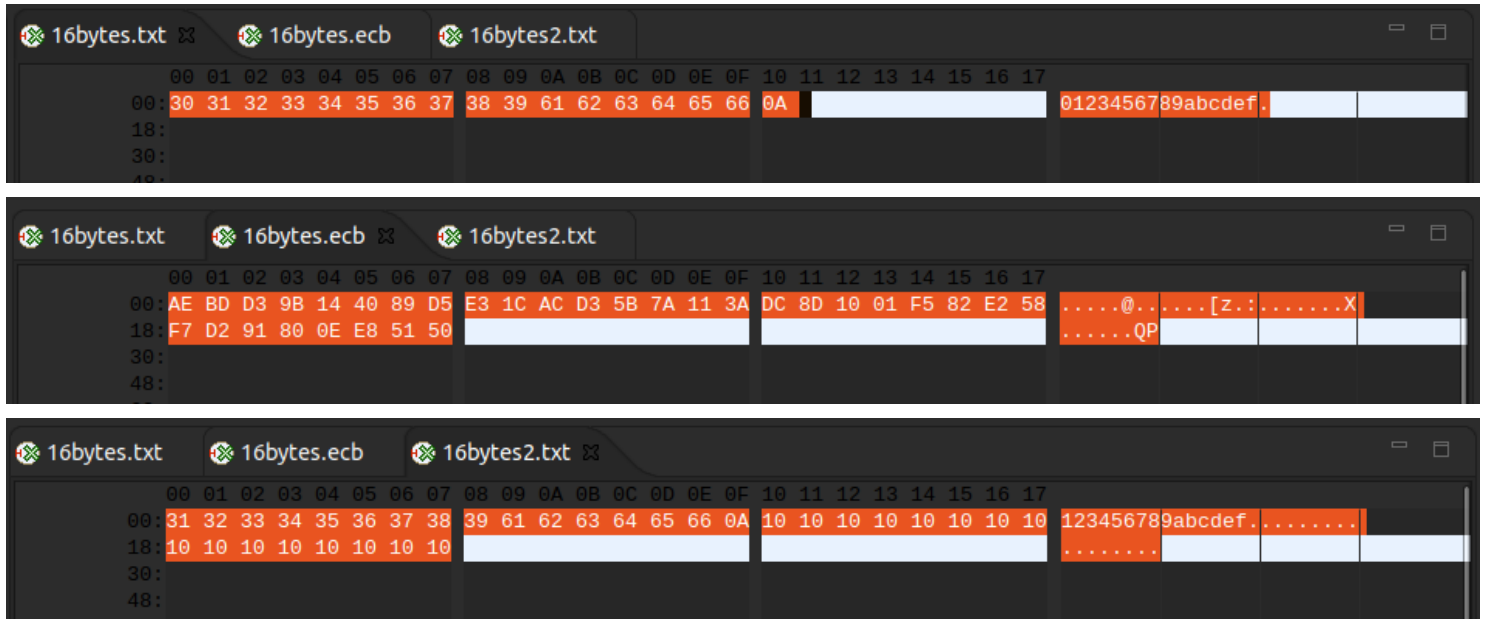 16bytes.txt 16bytes.ecb 16bytes2.txt
00 01 02 03 04 05 06 07 08 09 0A 0B 0C 0D 0E 0F 10 11 12 13 14 15 16 17
00: 30 31 32 33 34 35 36 37 38 39 61 62 63 64 65 66 0A 0123456789abcdef.
18:
30:
48:
16bytes.txt 16bytes.ecb 16bytes2.txt
00 01 02 03 04 05 06 07 08 09 0A 0B 0C 0D 0E 0F 10 11 12 13 14 15 16 17
00: AE BD D3 9B 14 40 89 D5 E3 1C AC D3 5B 7A 11 3A DC 8D 10 01 F5 82 E2 58 .....@......[z.:.......X
18: F7 D2 91 80 0E E8 51 50 ......QP
30:
48:
16bytes.txt 16bytes.ecb 16bytes2.txt
00 01 02 03 04 05 06 07 08 09 0A 0B 0C 0D 0E 0F 10 11 12 13 14 15 16 17
00: 31 32 33 34 35 36 37 38 39 61 62 63 64 65 66 0A 10 10 10 10 10 10 10 10 123456789abcdef.........
18: 10 10 10 10 10 10 10 10 ........
30:
48: